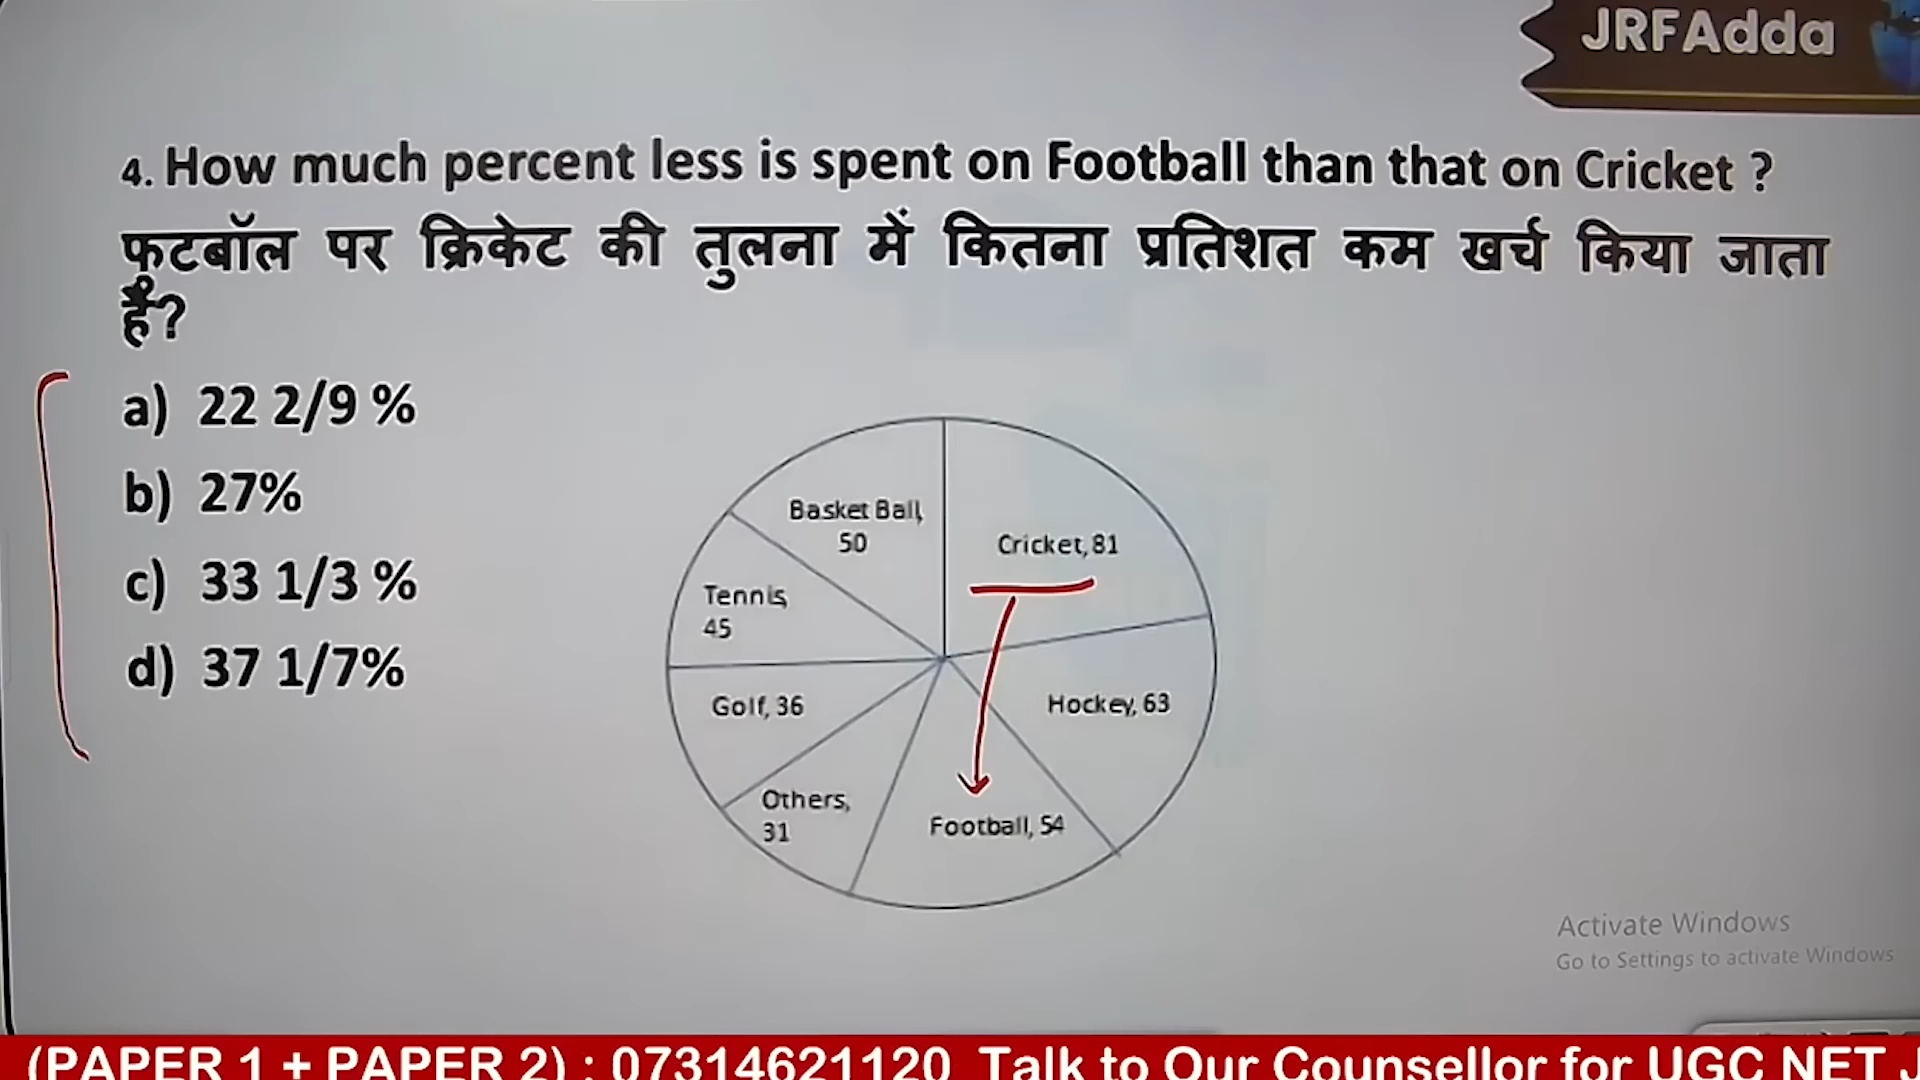 JRFAdda
4. How much percent less is spent on Football than that on Cricket ?
फुटबॉल पर क्रिकेट की तुलना में कितना प्रतिशत कम खर्च किया जाता
है?
a) 22 2/9 %
b) 27%
c) 33 1/3 %
d) 37 1/7%
Basket Ball,
50
Cricket, 81
Tennis,
45
Golf, 36
Hockey, 63
Others,
31
Football, 54
Activate Windows
Go to Settings to activate Windows
(PAPER 1 + PAPER 2) : 07314621120 Talk to Our Counsellor for UGC NET J